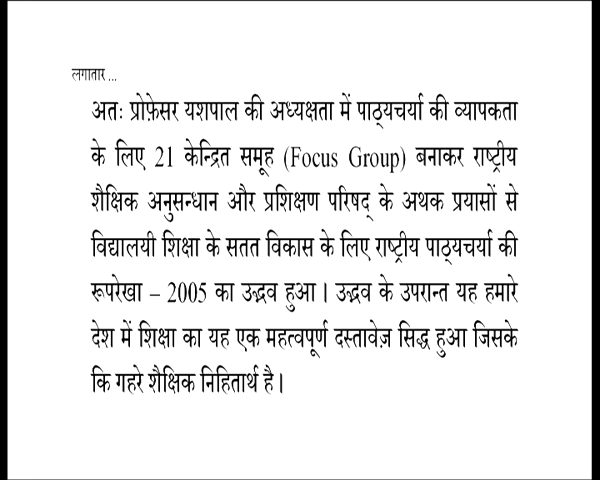 लगातार ...
अतः प्रोफ़ेसर यशपाल की अध्यक्षता में पाठ्यचर्या की व्यापकता
के लिए 21 केन्द्रित समूह (Focus Group) बनाकर राष्ट्रीय
शैक्षिक अनुसन्धान और प्रशिक्षण परिषद् के अथक प्रयासों से
विद्यालयी शिक्षा के सतत विकास के लिए राष्ट्रीय पाठ्यचर्या की
रूपरेखा – 2005 का उद्भव हुआ । उद्भव के उपरान्त यह हमारे
देश में शिक्षा का यह एक महत्वपूर्ण दस्तावेज़ सिद्ध हुआ जिसके
कि गहरे शैक्षिक निहितार्थ है ।